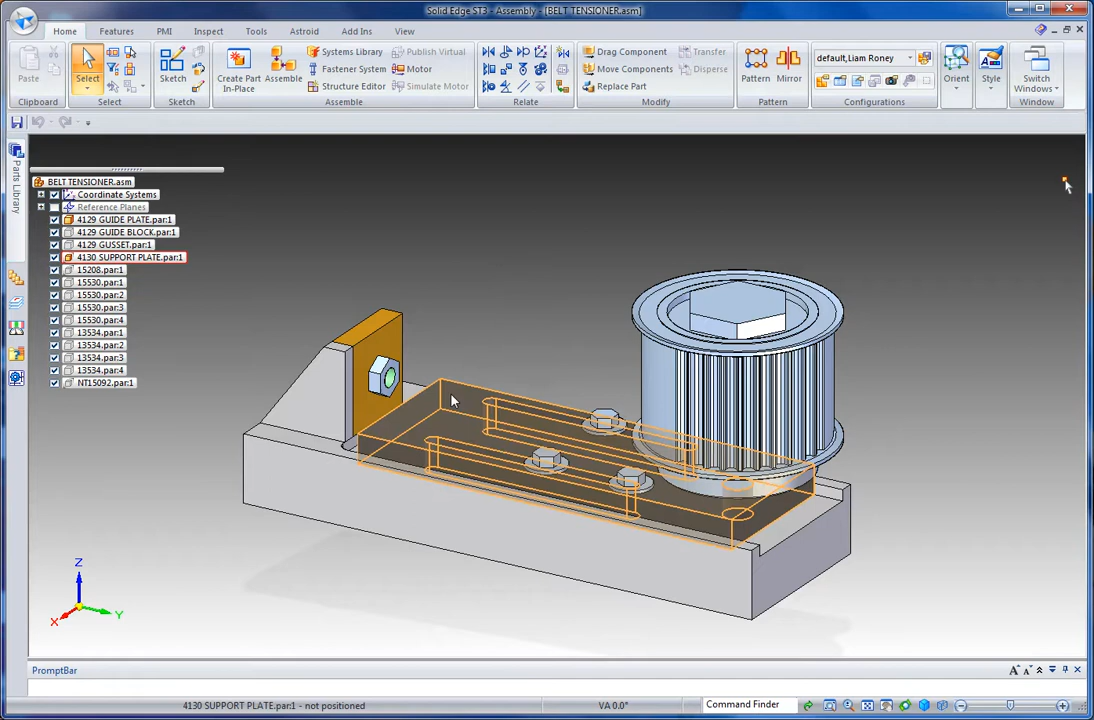 Solid Edge ST3 - Assembly - [BELT TENSIONER.asm]
Home Features PMI Inspect Tools Astroid Add Ins View
Paste
Clipboard
Select
Select
Sketch
Sketch
Create Part In-Place
Assemble
Systems Library
Fastener System
Structure Editor
Publish Virtual
Motor
Simulate Motor
Assemble
Relate
Drag Component
Move Components
Replace Part
Transfer
Disperse
Modify
Pattern
Mirror
Pattern
default,Liam Roney
Configurations
Orient
Style
Switch Windows
Window
Parts Library
BELT TENSIONER.asm
Coordinate Systems
Reference Planes
4129 GUIDE PLATE.par:1
4129 GUIDE BLOCK.par:1
4129 GUSSET.par:1
4130 SUPPORT PLATE.par:1
15208.par:1
15530.par:1
15530.par:2
15530.par:3
15530.par:4
13534.par:1
13534.par:2
13534.par:3
13534.par:4
NT15092.par:1
Z
X
Y
PromptBar
4130 SUPPORT PLATE.par:1 - not positioned
VA 0.0°
Command Finder